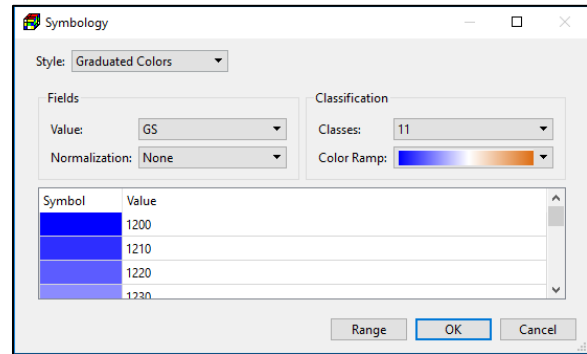 Symbology
Style: Graduated Colors
Fields
Value: GS
Normalization: None
Classification
Classes: 11
Color Ramp:
Symbol Value
1200
1210
1220
1230
Range OK Cancel